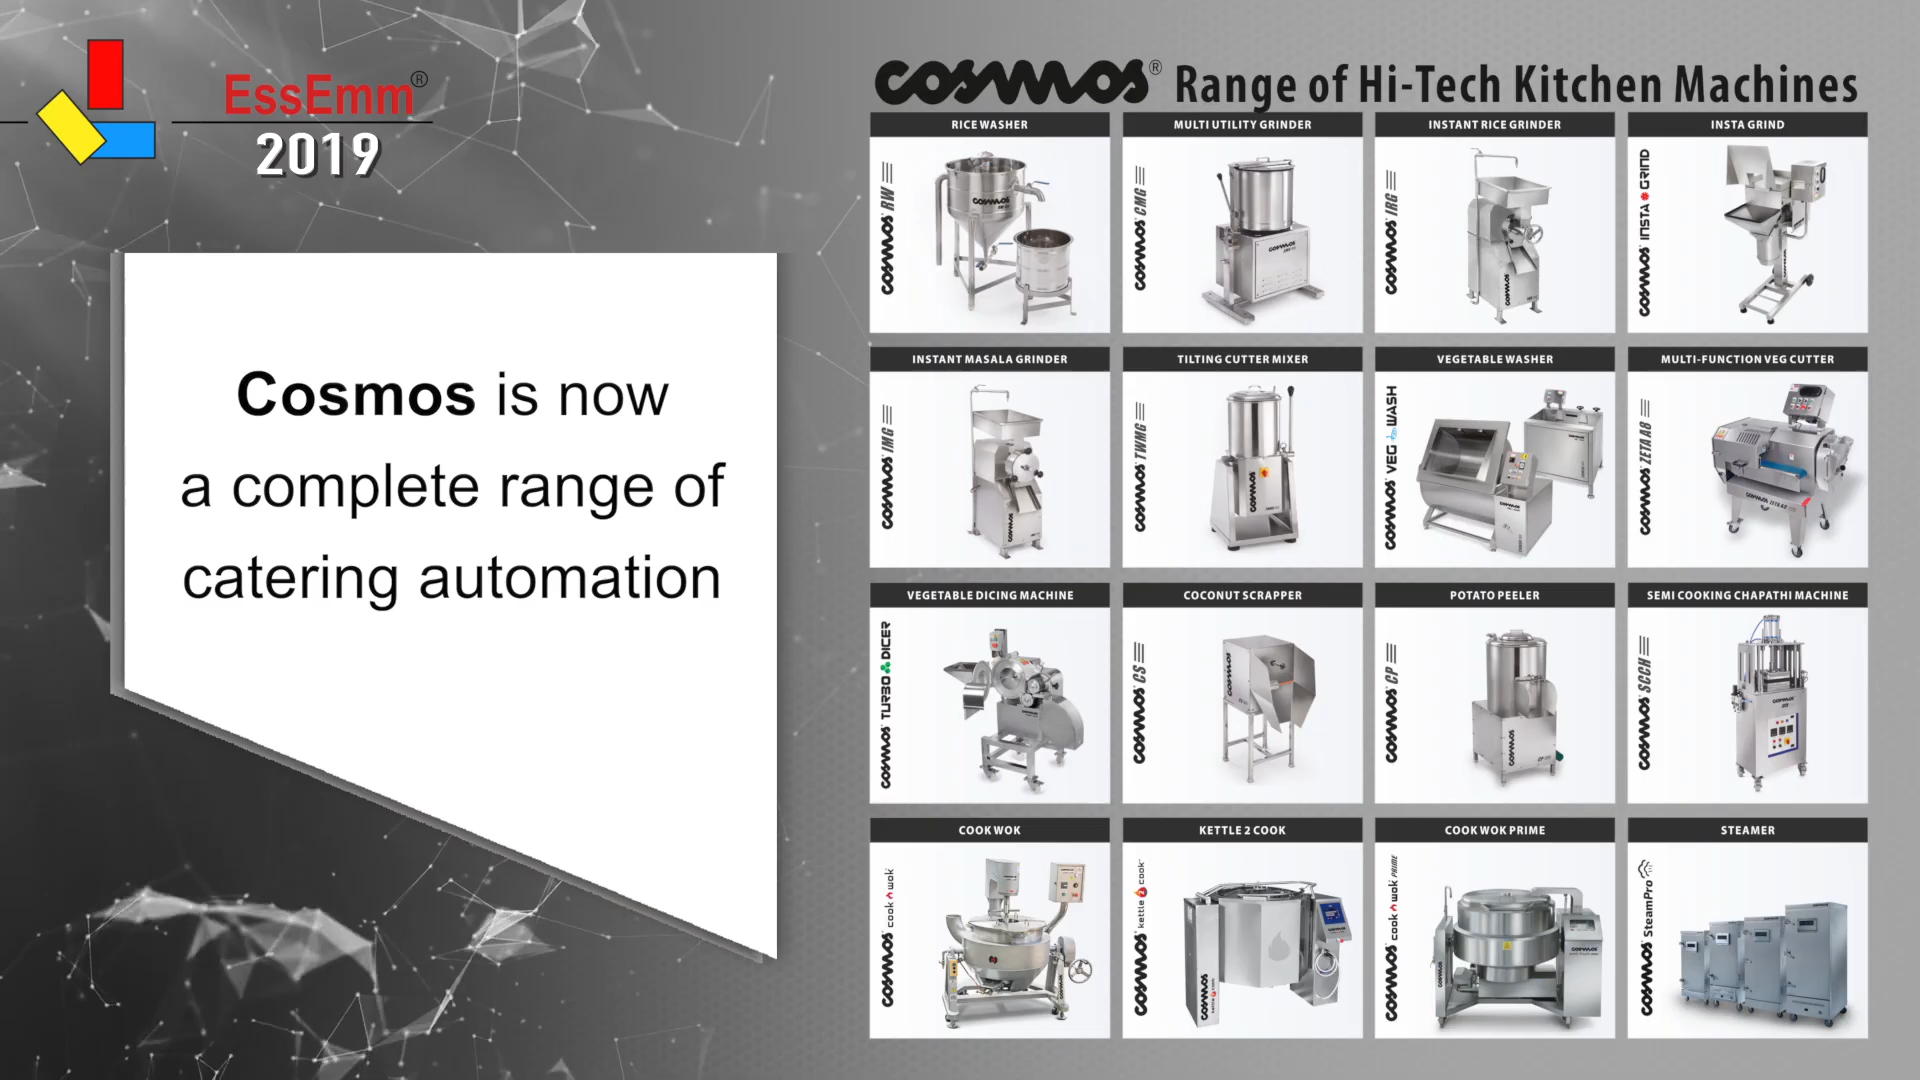 EssEmm®
2019
Cosmos is now
a complete range of
catering automation
COSMOS® Range of Hi-Tech Kitchen Machines
RICE WASHER
COSMOS RW
MULTI UTILITY GRINDER
COSMOS CMG
INSTANT RICE GRINDER
COSMOS IRG
INSTA GRIND
COSMOS INSTA GRIND
INSTANT MASALA GRINDER
COSMOS IMG
TILTING CUTTER MIXER
COSMOS TWMG
VEGETABLE WASHER
COSMOS VEG WASH
MULTI-FUNCTION VEG CUTTER
COSMOS ZETA A8
VEGETABLE DICING MACHINE
COSMOS TURBO DICER
COCONUT SCRAPPER
COSMOS CS
POTATO PEELER
COSMOS CP
SEMI COOKING CHAPATHI MACHINE
COSMOS SCCH
COOK WOK
COSMOS cook wok
KETTLE 2 COOK
COSMOS kettle 2 cook
COOK WOK PRIME
COSMOS cook wok PRIME
STEAMER
COSMOS SteamPro